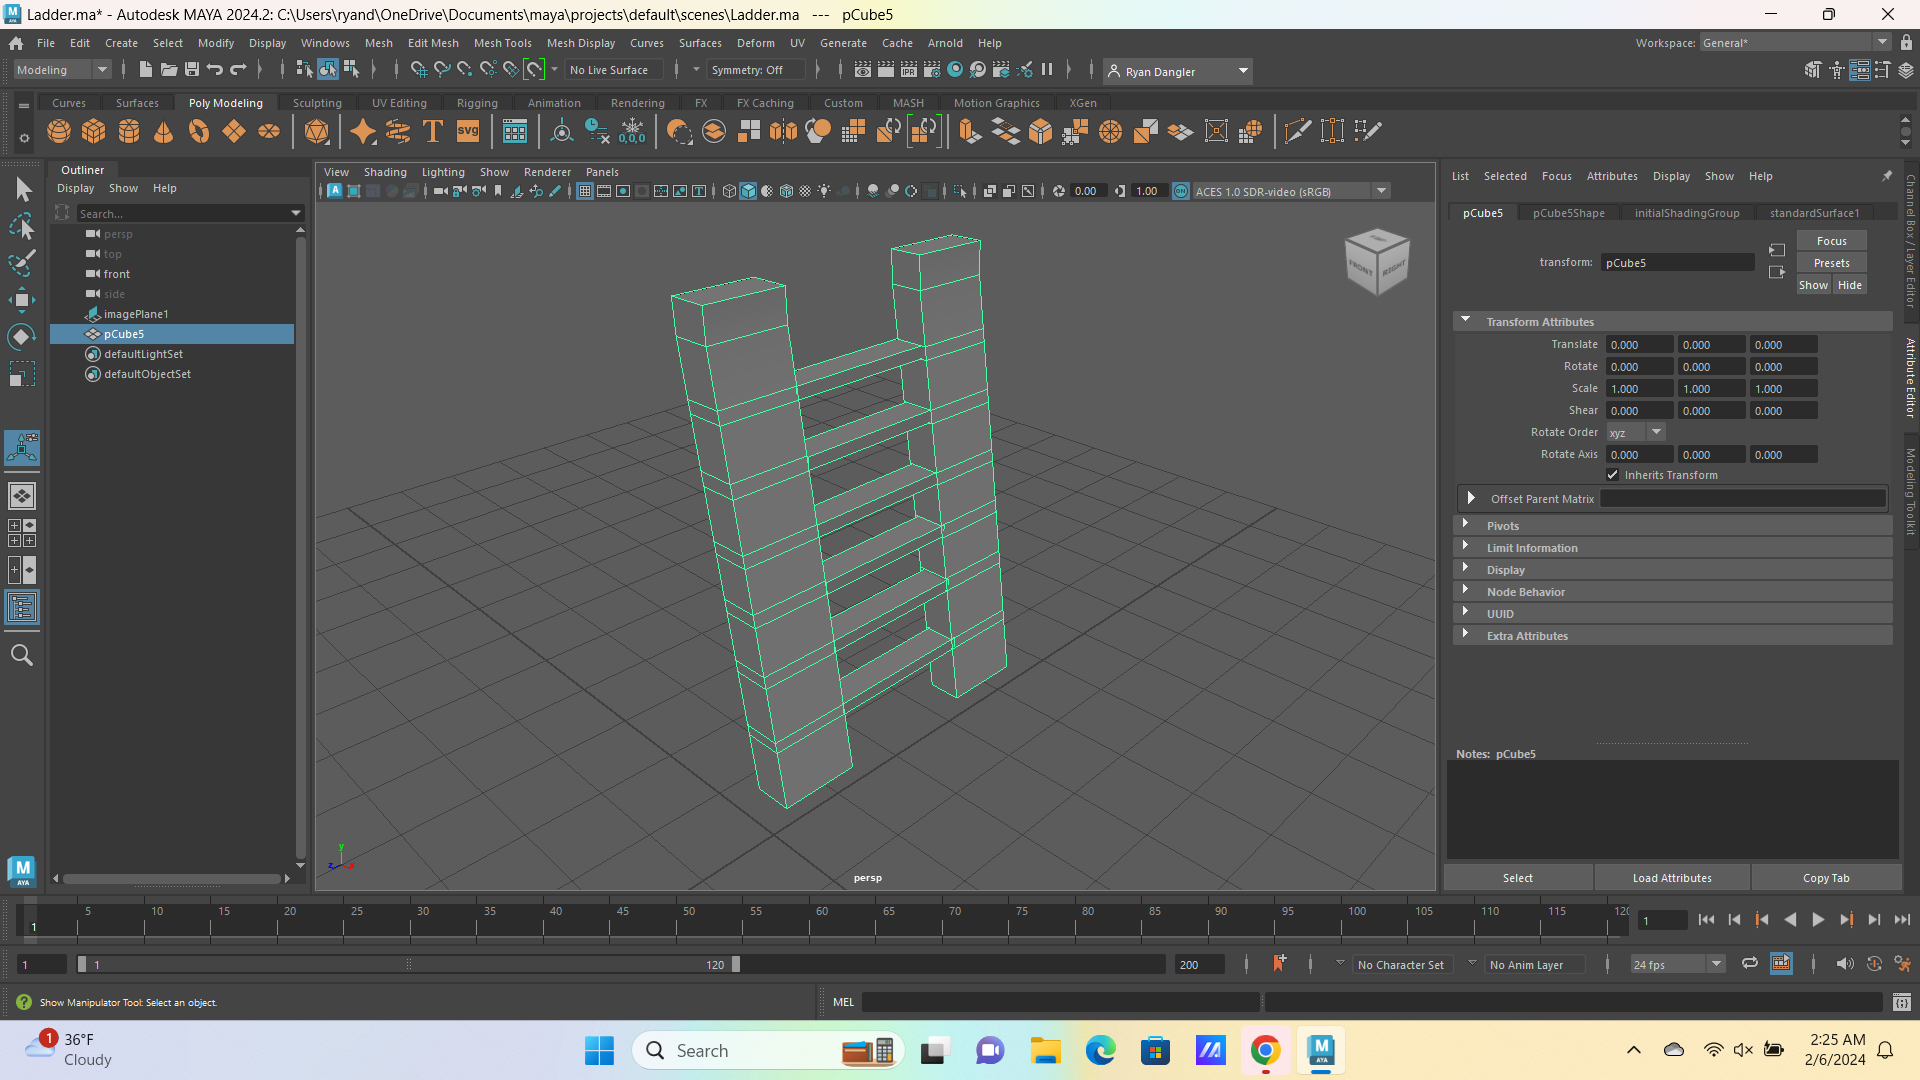 Ladder.ma* - Autodesk MAYA 2024.2: C:\Users\ryand\OneDrive\Documents\maya\projects\default\scenes\Ladder.ma --- pCube5
File Edit Create Select Modify Display Windows Mesh Edit Mesh Mesh Tools Mesh Display Curves Surfaces Deform UV Generate Cache Arnold Help
Workspace: General*
Modeling
No Live Surface
Symmetry: Off
IPR
Ryan Dangler
Curves Surfaces Poly Modeling Sculpting UV Editing Rigging Animation Rendering FX FX Caching Custom MASH Motion Graphics XGen
T
SVG
0,0,0
Outliner
Display Show Help
Search...
persp
top
front
side
imagePlane1
pCube5
defaultLightSet
defaultObjectSet
View Shading Lighting Show Renderer Panels
0.00
1.00
ON
ACES 1.0 SDR-video (sRGB)
FRONT
RIGHT
y
z
x
persp
List Selected Focus Attributes Display Show Help
pCube5 pCube5Shape initialShadingGroup standardSurface1
transform: pCube5
Focus
Presets
Show Hide
Transform Attributes
Translate 0.000 0.000 0.000
Rotate 0.000 0.000 0.000
Scale 1.000 1.000 1.000
Shear 0.000 0.000 0.000
Rotate Order xyz
Rotate Axis 0.000 0.000 0.000
Inherits Transform
Offset Parent Matrix
Pivots
Limit Information
Display
Node Behavior
UUID
Extra Attributes
Notes: pCube5
Select Load Attributes Copy Tab
Channel Box / Layer Editor
Attribute Editor
Modeling Toolkit
M
AYA
1
5 10 15 20 25 30 35 40 45 50 55 60 65 70 75 80 85 90 95 100 105 110 115 120
1
1
1
120
200
No Character Set
No Anim Layer
24 fps
Show Manipulator Tool: Select an object.
MEL
1
36°F
Cloudy
Search
M
AYA
2:25 AM
2/6/2024